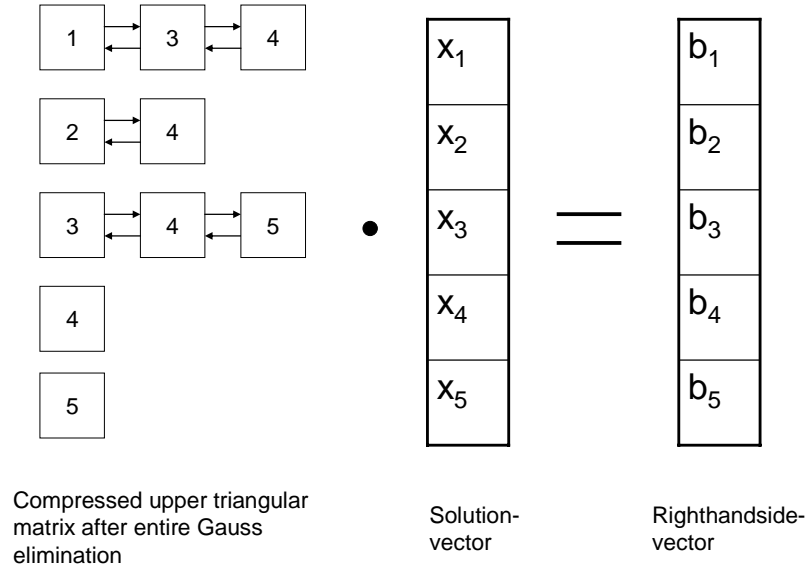 1 3 4
x1
b1
2 4
x2
b2
3 4 5
x3
b3
4
x4
b4
5
x5
b5
Compressed upper triangular
matrix after entire Gauss
elimination
Solution-
vector
Righthandside-
vector